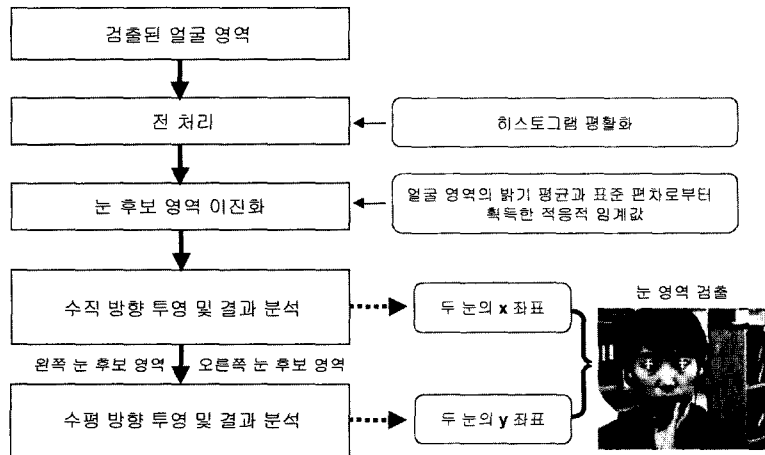 검출된 얼굴 영역
전 처리
히스토그램 평활화
눈 후보 영역 이진화
얼굴 영역의 밝기 평균과 표준 편차로부터
획득한 적응적 임계값
수직 방향 투영 및 결과 분석
두 눈의 x 좌표
눈 영역 검출
왼쪽 눈 후보 영역
오른쪽 눈 후보 영역
수평 방향 투영 및 결과 분석
두 눈의 y 좌표